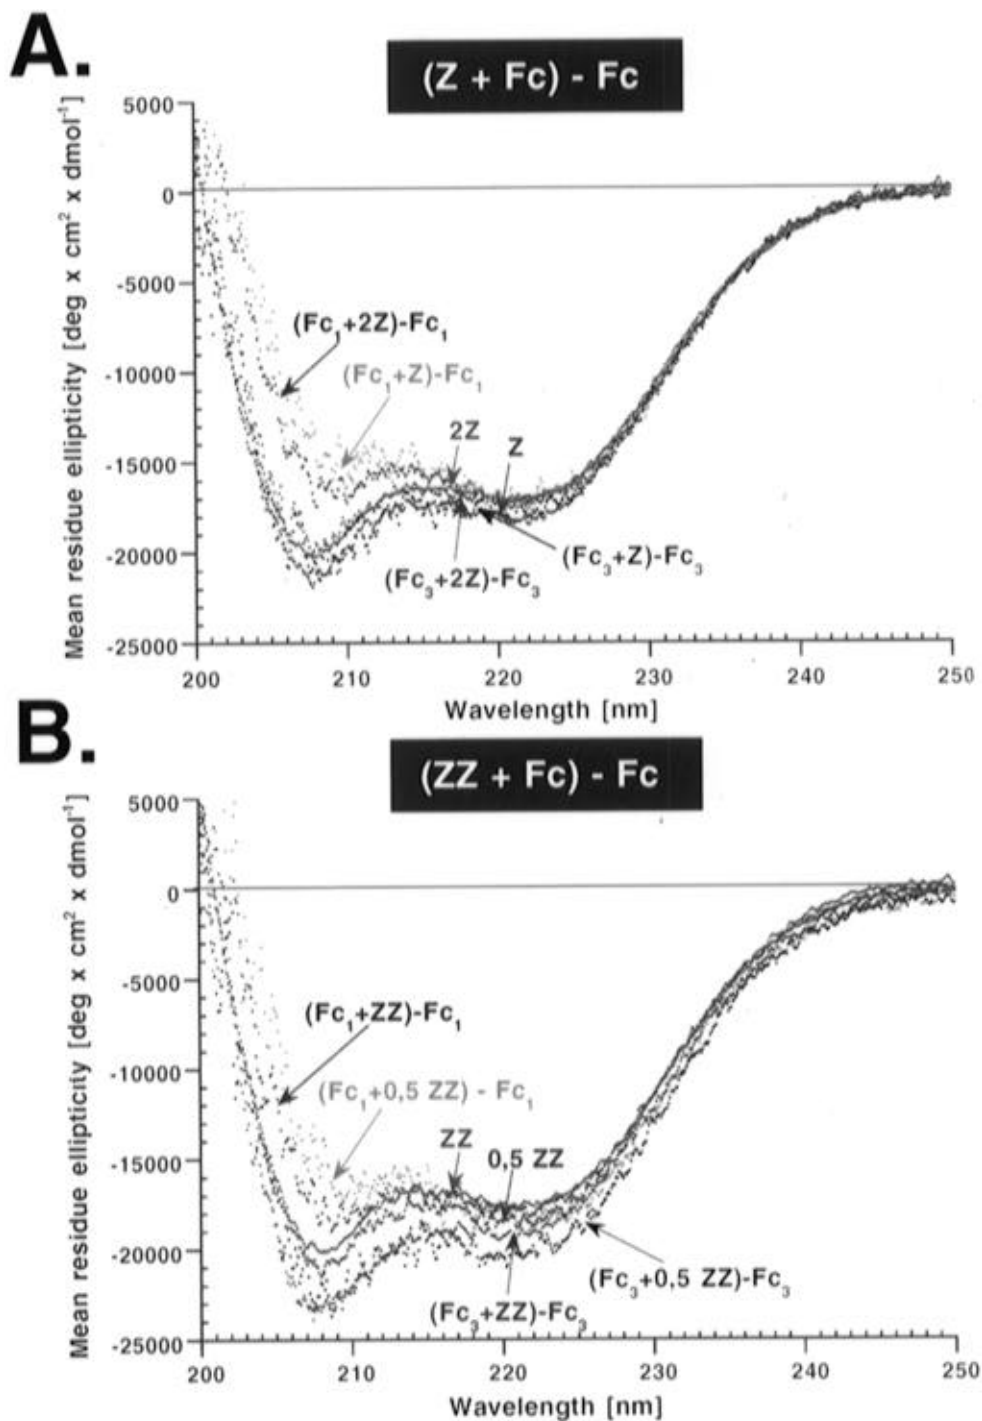 A.
(Z + Fc) - Fc
Mean residue ellipticity [deg x cm² x dmol⁻¹]
5000
0
-5000
-10000
-15000
-20000
-25000
(Fc₁+2Z)-Fc₁
(Fc₁+Z)-Fc₁
2Z
Z
(Fc₃+Z)-Fc₃
(Fc₃+2Z)-Fc₃
200
210
220
230
240
250
Wavelength [nm]
B.
(ZZ + Fc) - Fc
Mean residue ellipticity [deg x cm² x dmol⁻¹]
5000
0
-5000
-10000
-15000
-20000
-25000
(Fc₁+ZZ)-Fc₁
(Fc₁+0,5 ZZ) - Fc₁
ZZ
0,5 ZZ
(Fc₃+0,5 ZZ)-Fc₃
(Fc₃+ZZ)-Fc₃
200
210
220
230
240
250
Wavelength [nm]